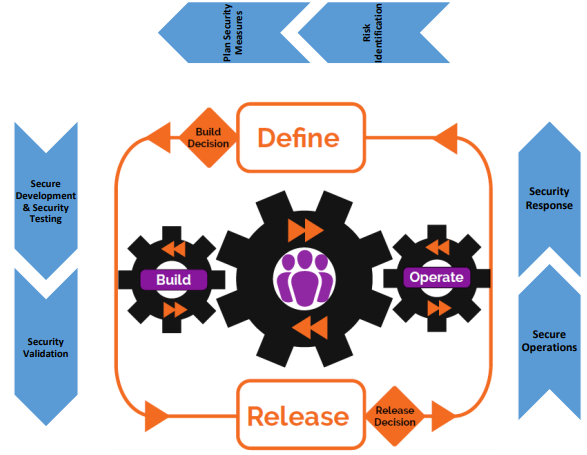 Plan Security
Measures
Risk
Identification
Build
Decision
Define
Secure
Development
& Security
Testing
Security
Response
Build
Operate
Security
Validation
Secure
Operations
Release
Release
Decision